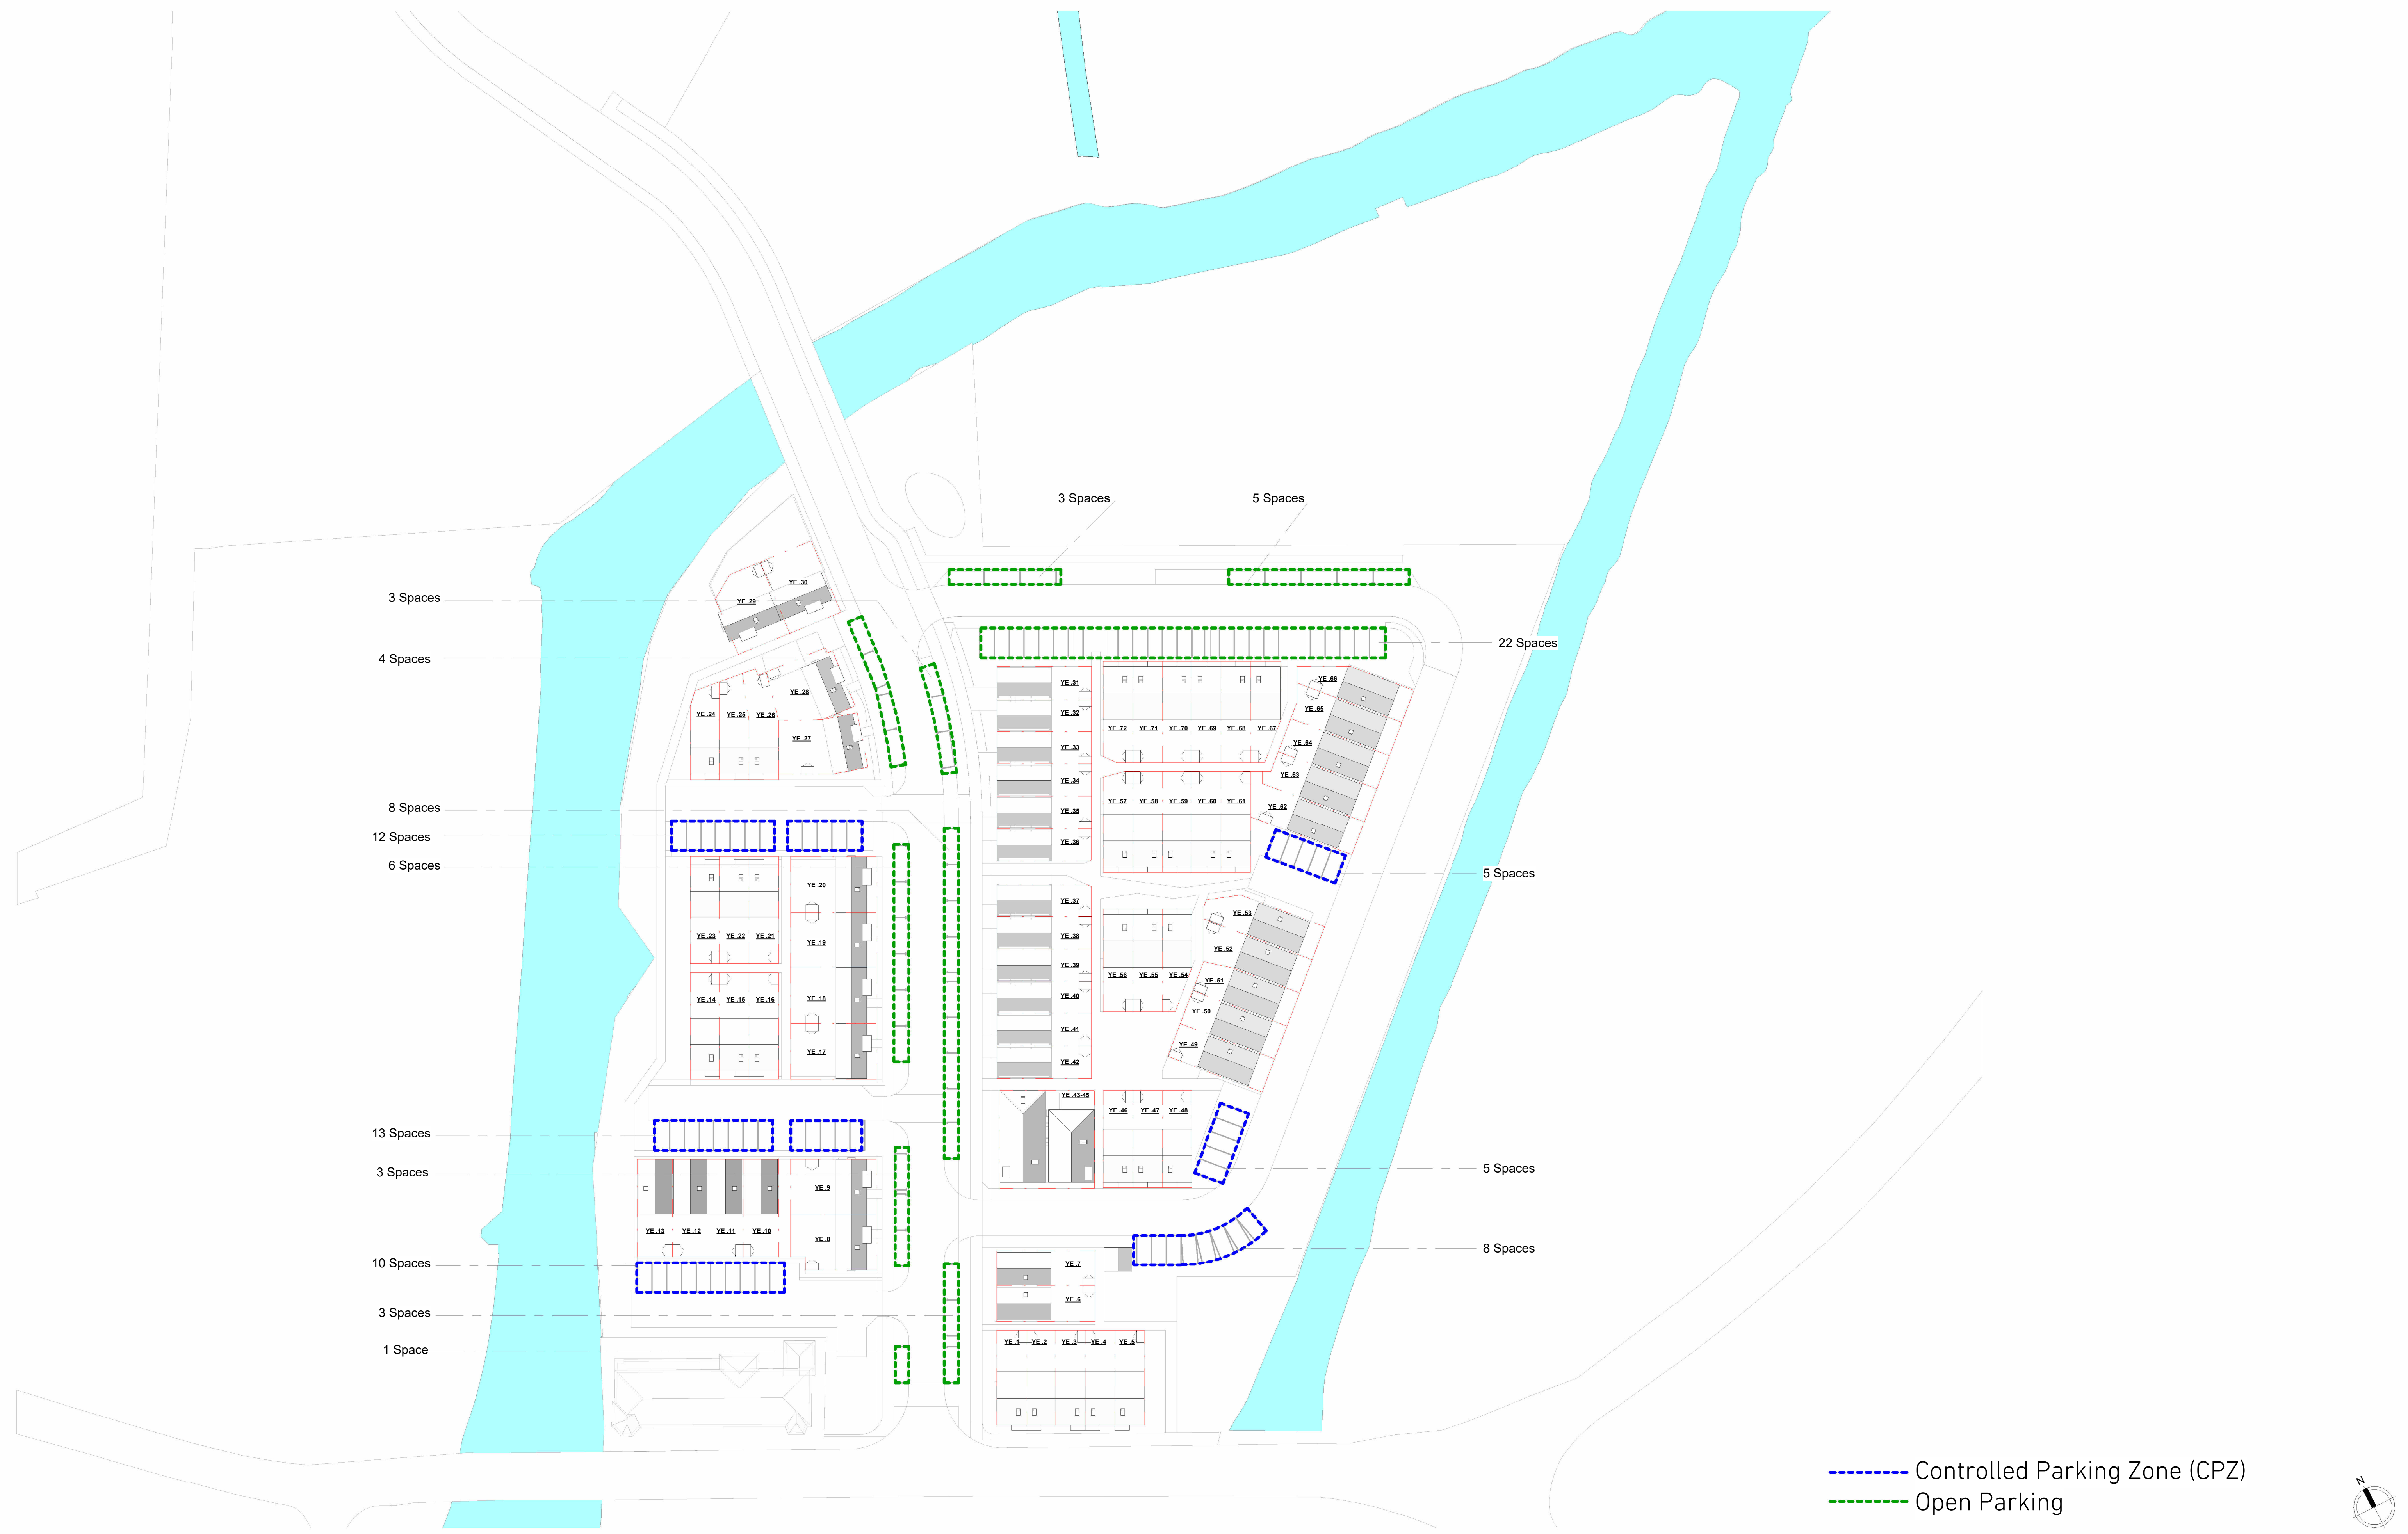 3 Spaces
5 Spaces
3 Spaces
4 Spaces
22 Spaces
YE .30
YE .29
YE .28
YE .24
YE .25
YE .26
YE .27
YE .31
YE .32
YE .33
YE .34
YE .35
YE .36
YE .72
YE .71
YE .70
YE .69
YE .68
YE .67
YE .66
YE .65
YE .64
YE .63
YE .62
YE .57
YE .58
YE .59
YE .60
YE .61
8 Spaces
12 Spaces
6 Spaces
5 Spaces
YE .20
YE .19
YE .18
YE .17
YE .23
YE .22
YE .21
YE .14
YE .15
YE .16
YE .37
YE .38
YE .39
YE .40
YE .41
YE .42
YE .56
YE .55
YE .54
YE .53
YE .52
YE .51
YE .50
YE .49
YE .43-45
YE .46
YE .47
YE .48
13 Spaces
3 Spaces
5 Spaces
YE .9
YE .8
YE .13
YE .12
YE .11
YE .10
10 Spaces
8 Spaces
YE .7
YE .6
3 Spaces
1 Space
YE .1
YE .2
YE .3
YE .4
YE .5
Controlled Parking Zone (CPZ)
Open Parking
N